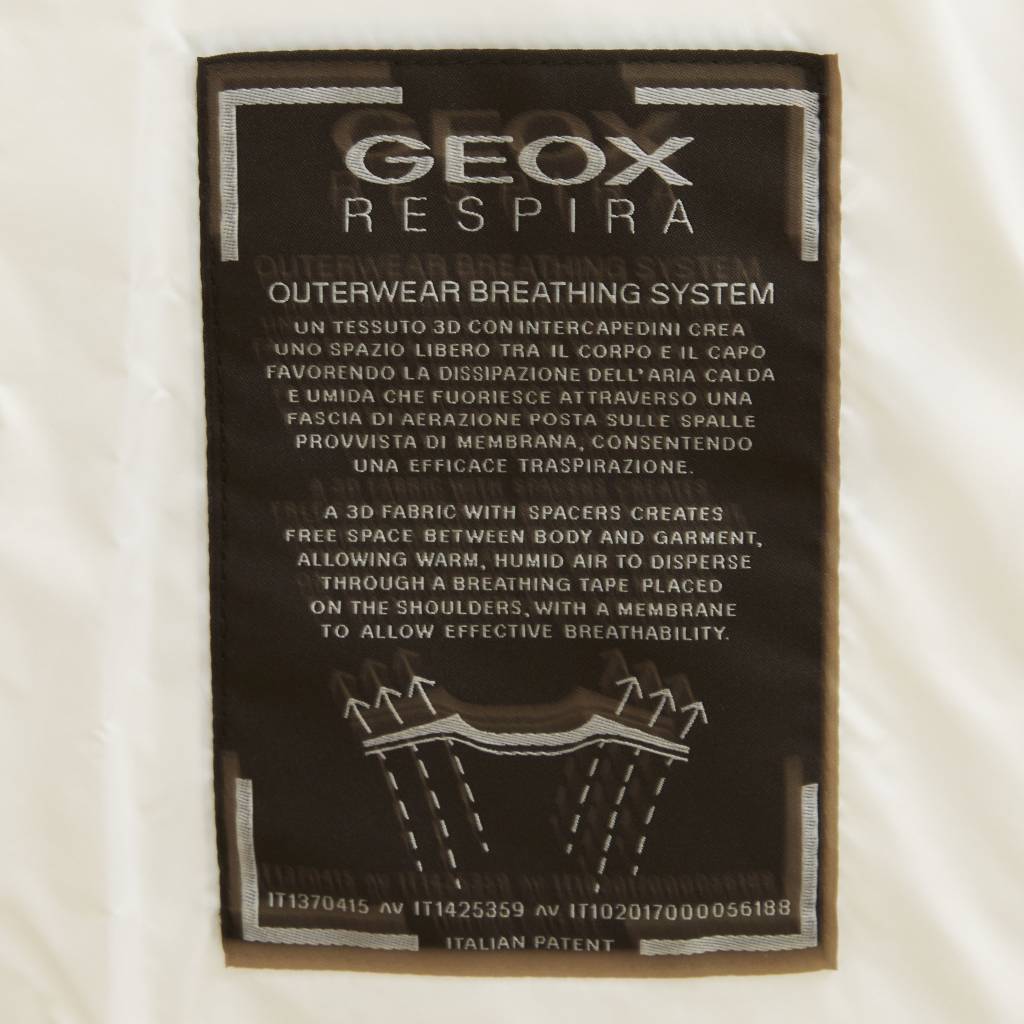 GEOX
RESPIRA
OUTERWEAR BREATHING SYSTEM
UN TESSUTO 3D CON INTERCAPEDINI CREA
UNO SPAZIO LIBERO TRA IL CORPO E IL CAPO
FAVORENDO LA DISSIPAZIONE DELL'ARIA CALDA
E UMIDA CHE FUORIESCE ATTRAVERSO UNA
FASCIA DI AERAZIONE POSTA SULLE SPALLE
PROVVISTA DI MEMBRANA, CONSENTENDO
UNA EFFICACE TRASPIRAZIONE.
A 3D FABRIC WITH SPACERS CREATES
FREE SPACE BETWEEN BODY AND GARMENT,
ALLOWING WARM, HUMID AIR TO DISPERSE
THROUGH A BREATHING TAPE PLACED
ON THE SHOULDERS, WITH A MEMBRANE
TO ALLOW EFFECTIVE BREATHABILITY.
IT1370415 AV IT1425359 AV IT102017000056188
ITALIAN PATENT